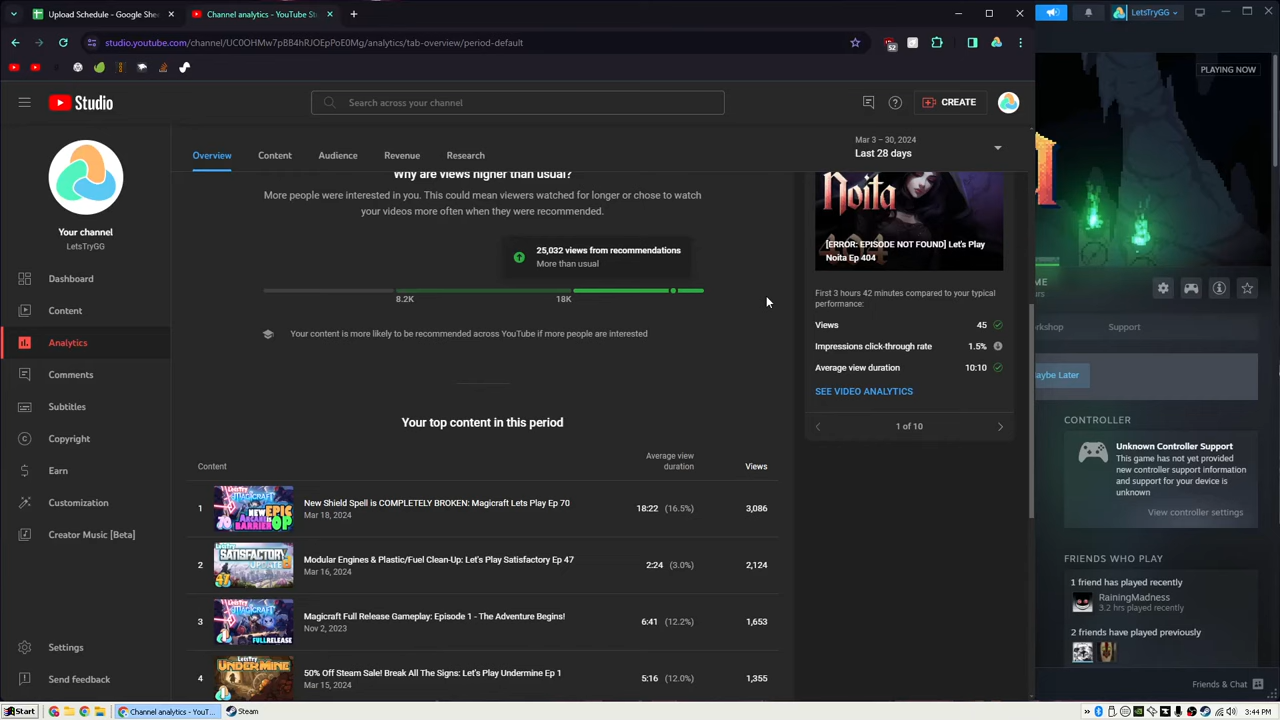 Upload Schedule - Google She
Channel analytics - YouTube St
studio.youtube.com/channel/UC0OHMw7pBB4hRJOEpPoE0Mg/analytics/tab-overview/period-default
52
LetsTryGG
Studio
Search across your channel
CREATE
PLAYING NOW
Your channel
LetsTryGG
Dashboard
Content
Analytics
Comments
Subtitles
Copyright
Earn
Customization
Creator Music [Beta]
Settings
Send feedback
Overview
Content
Audience
Revenue
Research
Mar 3 – 30, 2024
Last 28 days
Why are views higher than usual?
More people were interested in you. This could mean viewers watched for longer or chose to watch
your videos more often when they were recommended.
25,032 views from recommendations
More than usual
8.2K
18K
Your content is more likely to be recommended across YouTube if more people are interested
Your top content in this period
Content
Average view
duration
Views
1
New Shield Spell is COMPLETELY BROKEN: Magicraft Lets Play Ep 70
Mar 18, 2024
18:22 (16.5%)
3,086
2
Modular Engines & Plastic/Fuel Clean-Up: Let's Play Satisfactory Ep 47
Mar 16, 2024
2:24 (3.0%)
2,124
3
Magicraft Full Release Gameplay: Episode 1 - The Adventure Begins!
Nov 2, 2023
6:41 (12.2%)
1,653
4
50% Off Steam Sale! Break All The Signs: Let's Play Undermine Ep 1
Mar 15, 2024
5:16 (12.0%)
1,355
Noita
404
[ERROR: EPISODE NOT FOUND] Let's Play
Noita Ep 404
First 3 hours 42 minutes compared to your typical
performance:
Views
45
Impressions click-through rate
1.5%
Average view duration
10:10
SEE VIDEO ANALYTICS
1 of 10
ME
urs
rkshop
Support
aybe Later
CONTROLLER
Unknown Controller Support
This game has not yet provided
new controller support information
and support for your device is
unknown
View controller settings
FRIENDS WHO PLAY
1 friend has played recently
RainingMadness
3.2 hrs played recently
2 friends have played previously
Friends & Chat
Start
Channel analytics - YouT...
Steam
3:44 PM